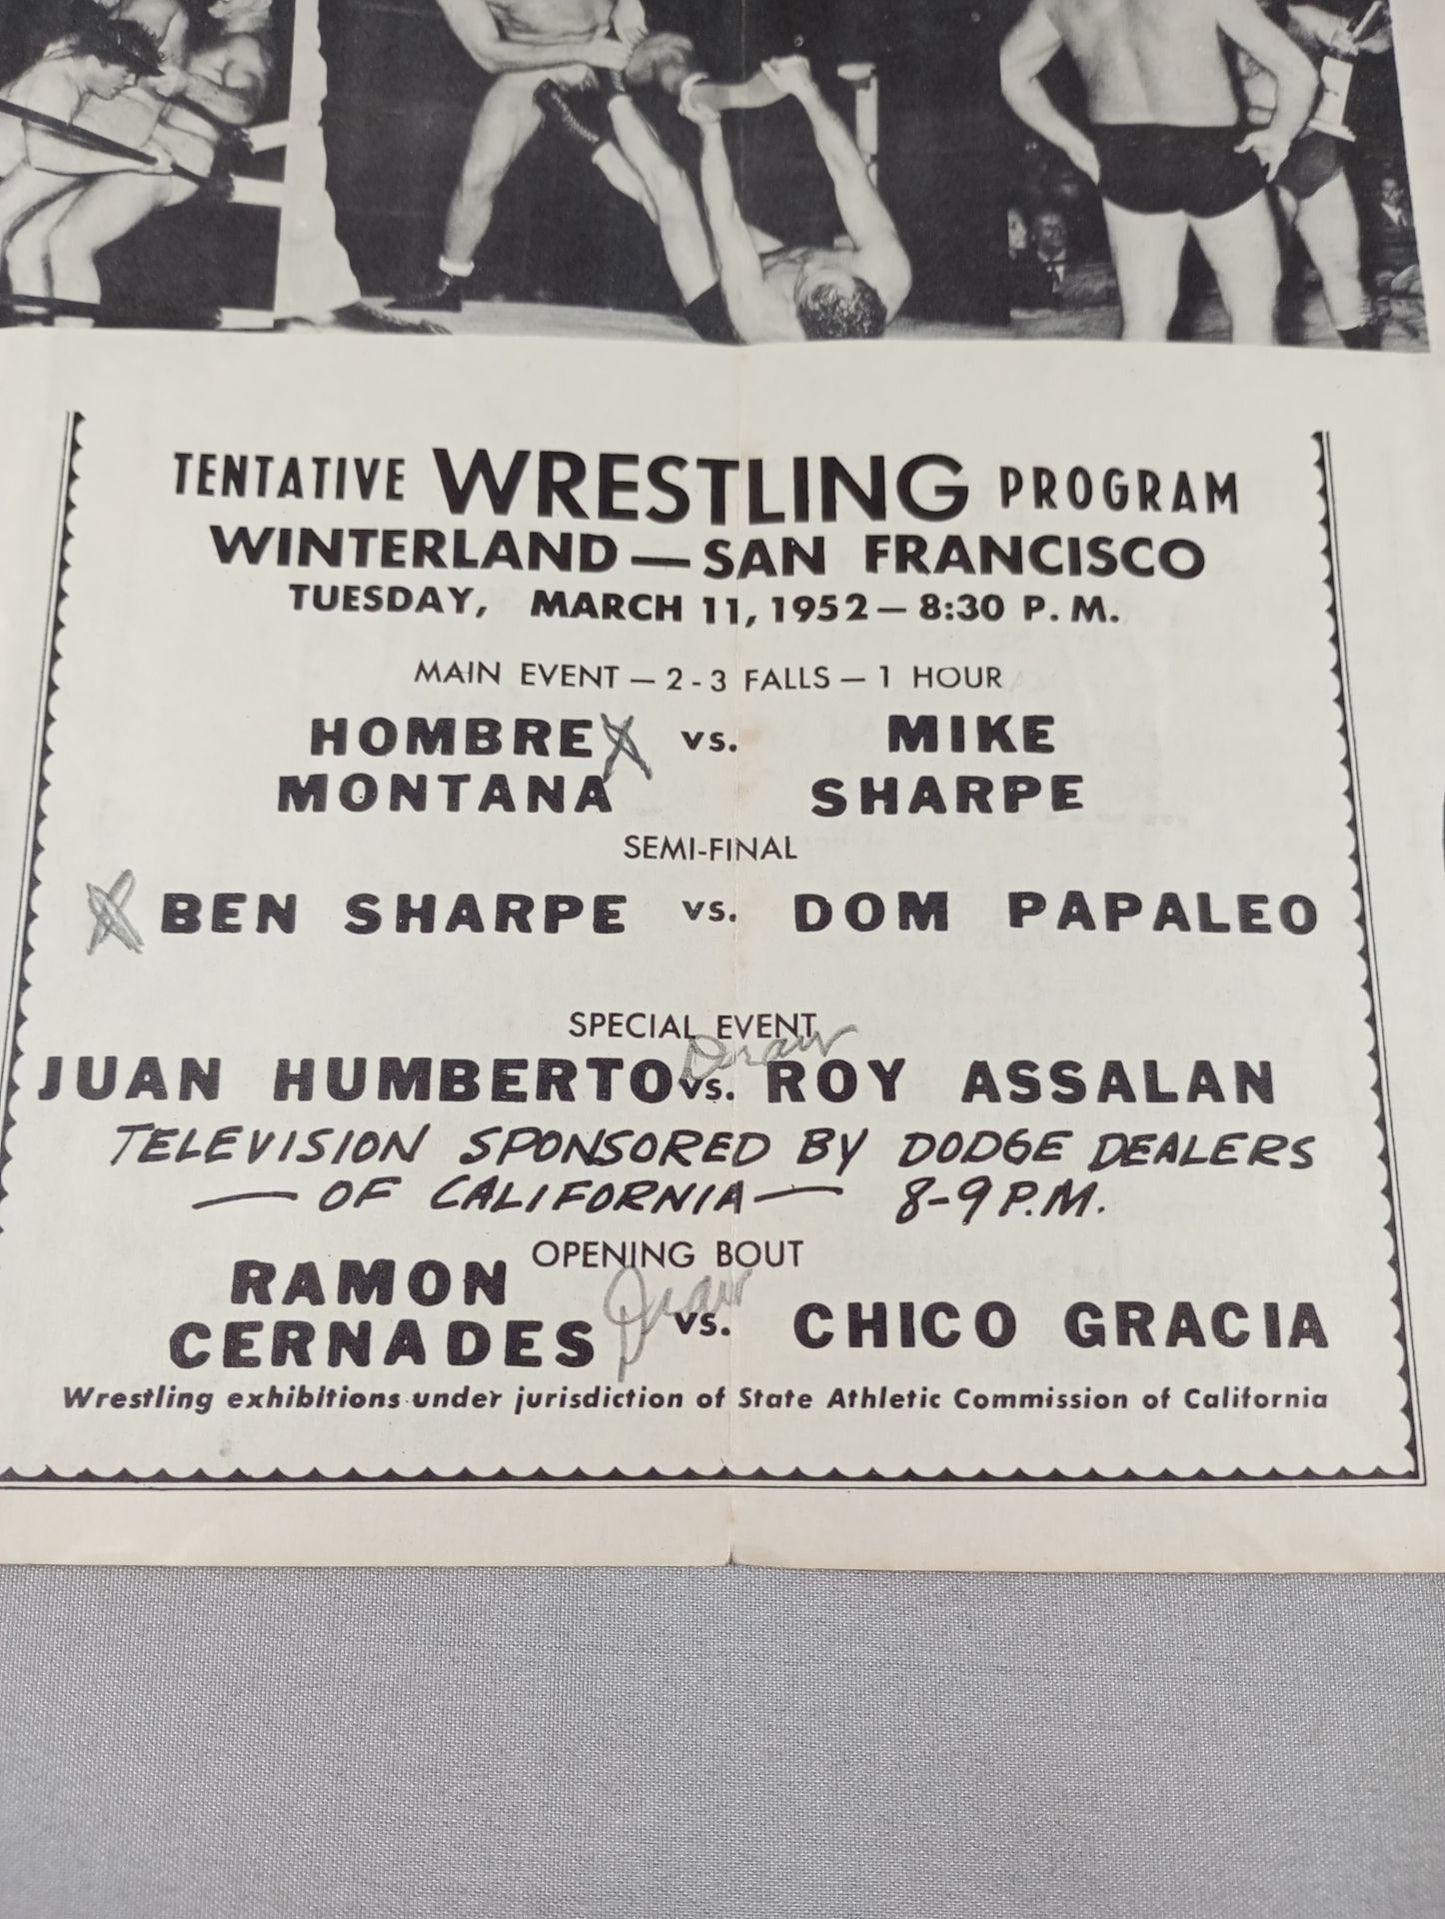 TENTATIVE WRESTLING PROGRAM
WINTERLAND — SAN FRANCISCO
TUESDAY, MARCH 11, 1952 — 8:30 P. M.
MAIN EVENT — 2-3 FALLS — 1 HOUR
HOMBRE X vs. MIKE
MONTANA SHARPE
SEMI-FINAL
X BEN SHARPE vs. DOM PAPALEO
SPECIAL EVENT
Draw
JUAN HUMBERTO vs. ROY ASSALAN
TELEVISION SPONSORED BY DODGE DEALERS
— OF CALIFORNIA — 8-9 P.M.
OPENING BOUT
RAMON
Draw
CERNADES vs. CHICO GRACIA
Wrestling exhibitions under jurisdiction of State Athletic Commission of California